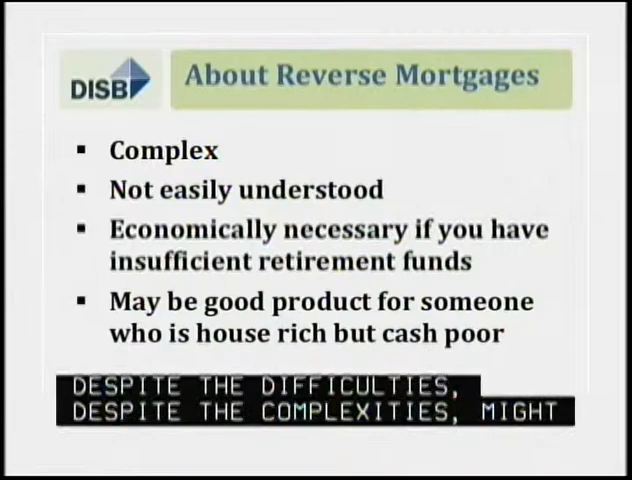 DISB
About Reverse Mortgages
▪ Complex
▪ Not easily understood
▪ Economically necessary if you have
insufficient retirement funds
▪ May be good product for someone
who is house rich but cash poor
DESPITE THE DIFFICULTIES,
DESPITE THE COMPLEXITIES, MIGHT